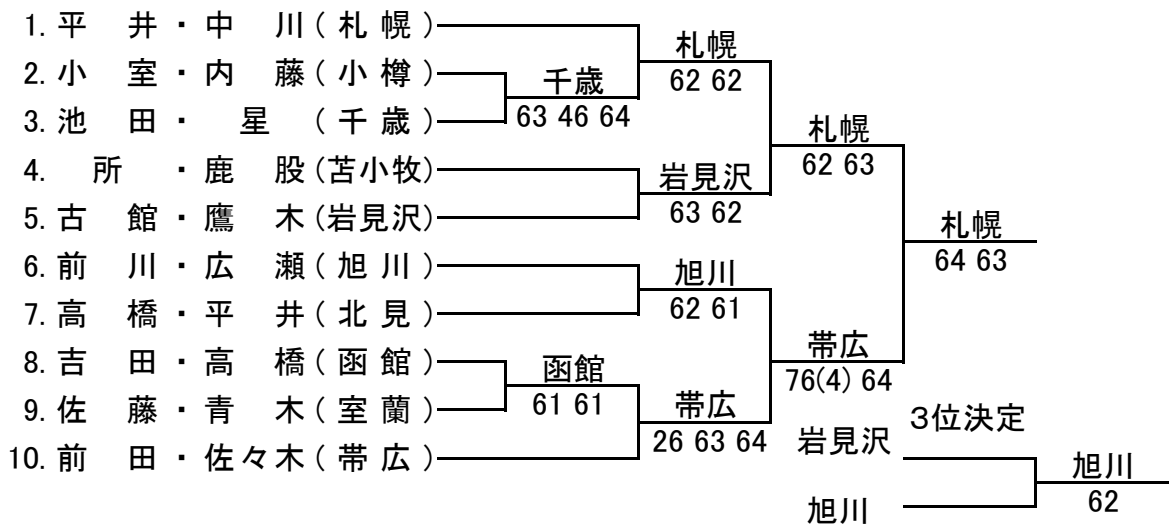 1. 平 井 ・ 中 川 ( 札 幌 )
札幌
2. 小 室 ・ 内 藤 ( 小 樽 )
千歳
62 62
3. 池 田 ・ 星 ( 千 歳 )
63 46 64
札幌
4. 所 ・ 鹿 股 (苫小牧)
岩見沢
62 63
5. 古 館 ・ 鷹 木 (岩見沢)
63 62
札幌
6. 前 川 ・ 広 瀬 ( 旭 川 )
旭川
64 63
7. 高 橋 ・ 平 井 ( 北 見 )
62 61
帯広
8. 吉 田 ・ 高 橋 ( 函 館 )
函館
76(4) 64
9. 佐 藤 ・ 青 木 ( 室 蘭 )
61 61
帯広
3位決定
10. 前 田 ・ 佐々木 ( 帯 広 )
26 63 64
岩見沢
旭川
旭川
62